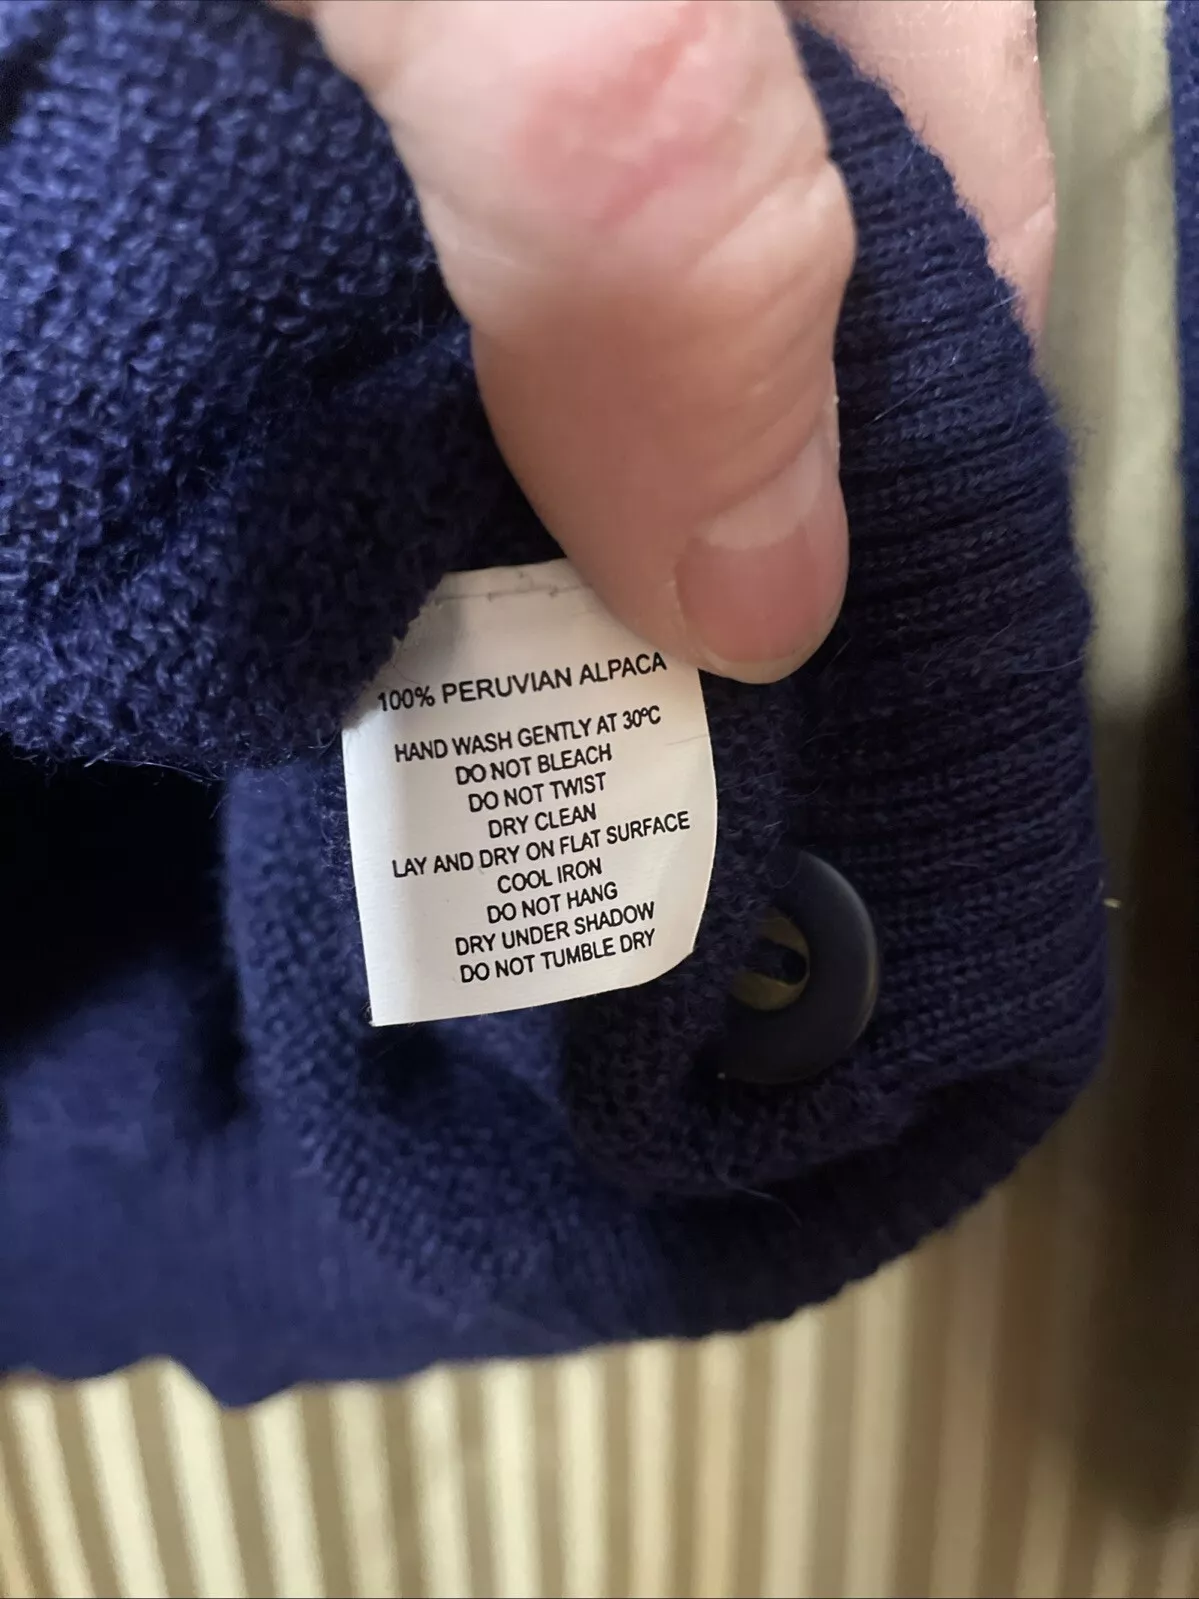 100% PERUVIAN ALPACA
HAND WASH GENTLY AT 30ºC
DO NOT BLEACH
DO NOT TWIST
DRY CLEAN
LAY AND DRY ON FLAT SURFACE
COOL IRON
DO NOT HANG
DRY UNDER SHADOW
DO NOT TUMBLE DRY